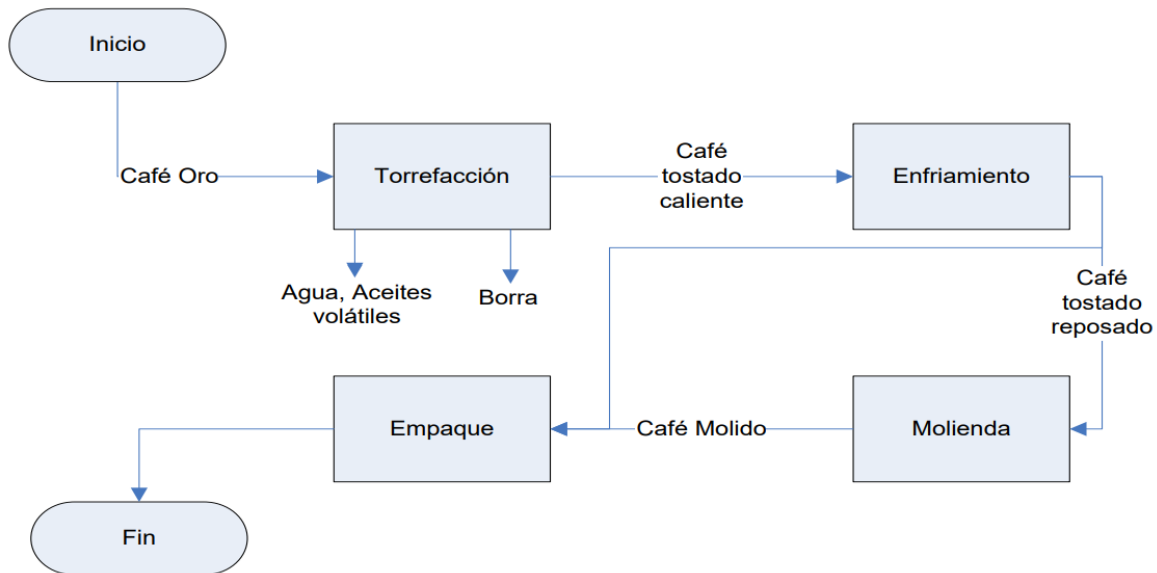 Inicio
Café Oro
Torrefacción
Café
tostado
caliente
Enfriamiento
Agua, Aceites
volátiles
Borra
Café
tostado
reposado
Empaque
Café Molido
Molienda
Fin